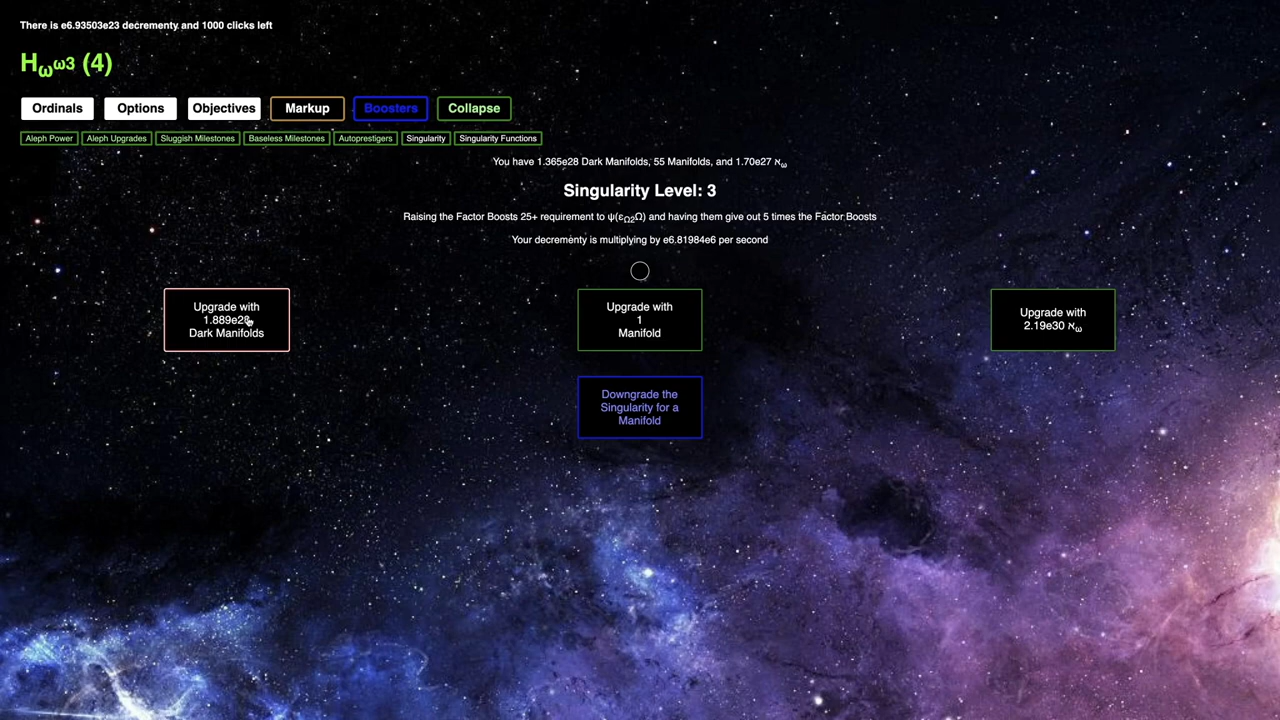 There is e6.93503e23 decrementy and 1000 clicks left
Hωω3 (4)
Ordinals Options Objectives Markup Boosters Collapse
Aleph Power Aleph Upgrades Sluggish Milestones Baseless Milestones Autoprestigers Singularity Singularity Functions
You have 1.365e28 Dark Manifolds, 55 Manifolds, and 1.70e27 ℵω
Singularity Level: 3
Raising the Factor Boosts 25+ requirement to ψ(εΩ2Ω) and having them give out 5 times the Factor Boosts
Your decrementy is multiplying by e6.81984e6 per second
Upgrade with
1.889e28
Dark Manifolds
Upgrade with
1
Manifold
Upgrade with
2.19e30 ℵω
Downgrade the
Singularity for a
Manifold